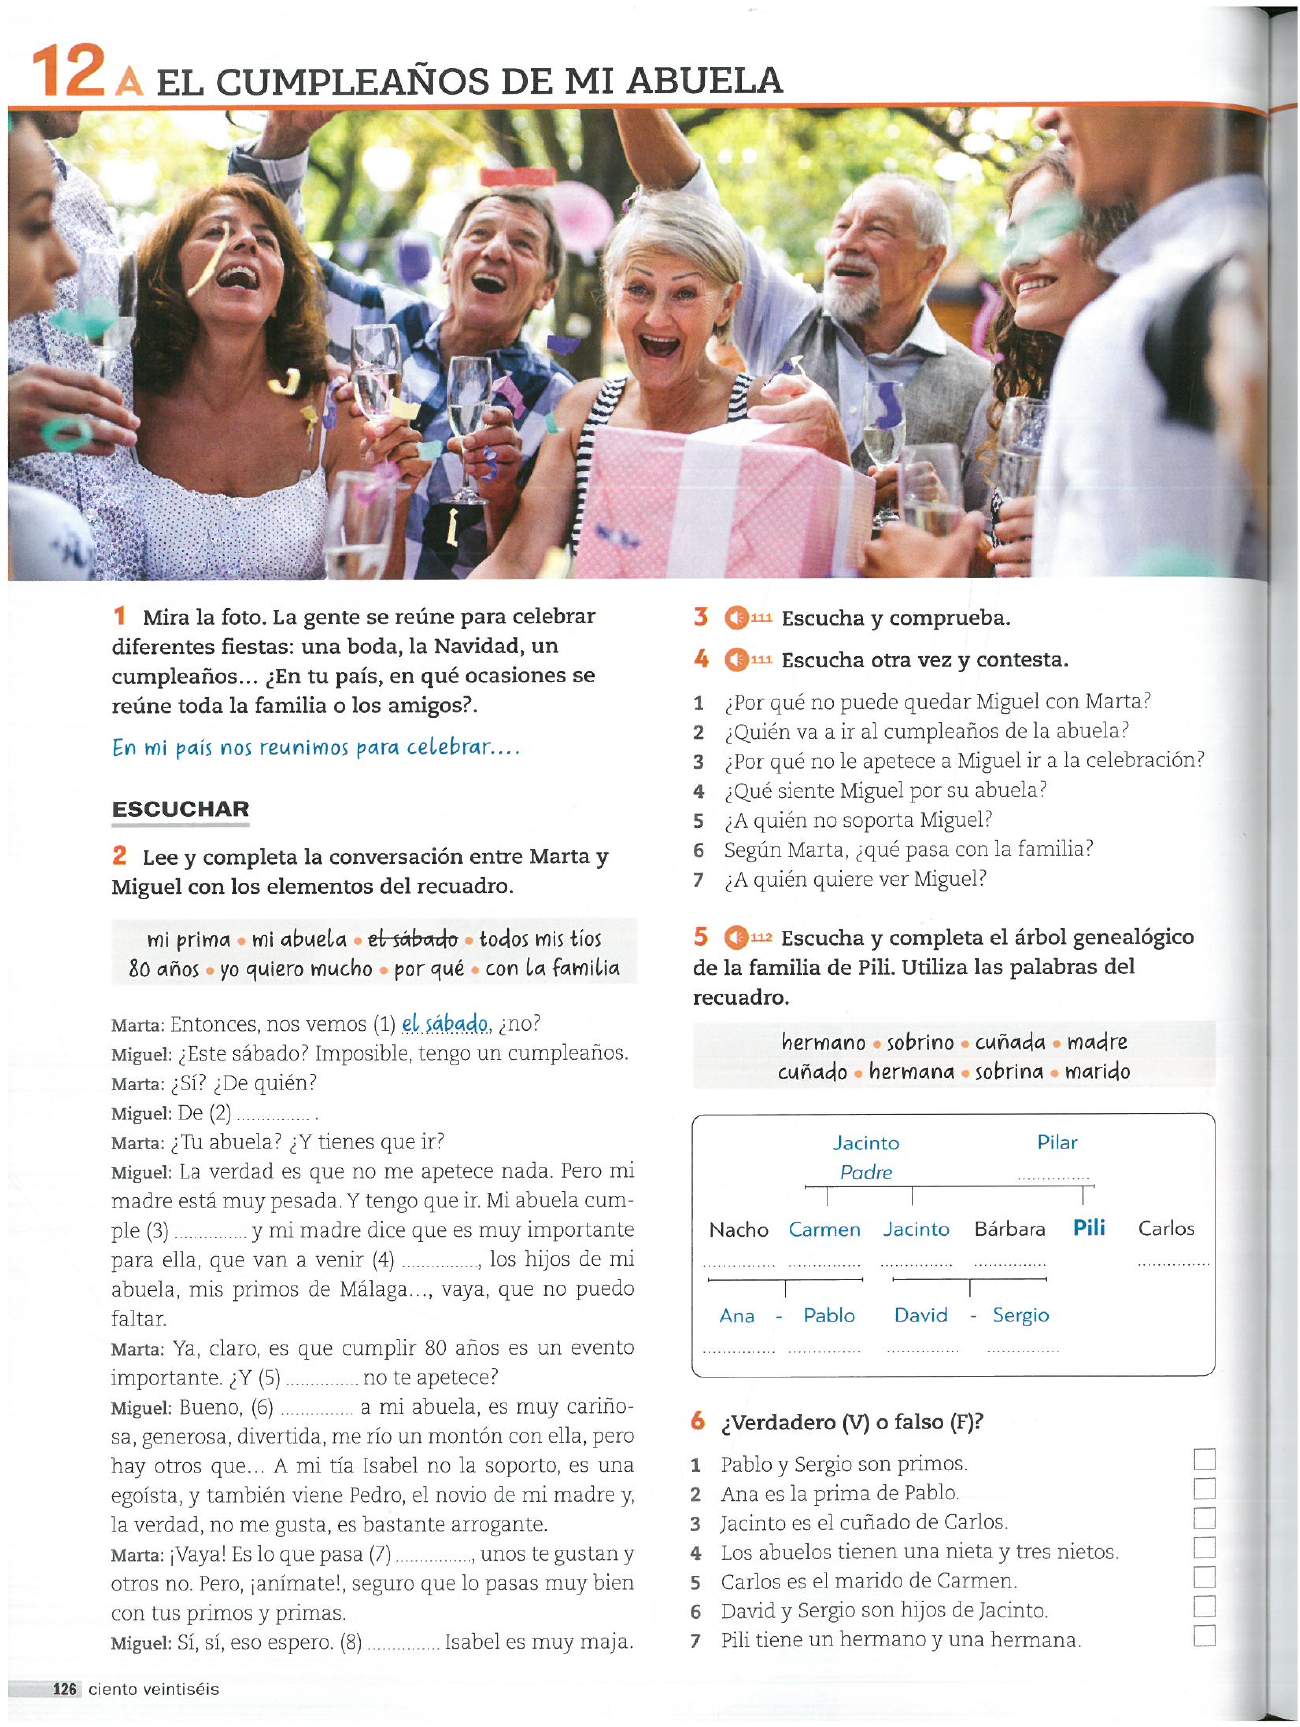 12 A EL CUMPLEAÑOS DE MI ABUELA
1 Mira la foto. La gente se reúne para celebrar
diferentes fiestas: una boda, la Navidad, un
cumpleaños... ¿En tu país, en qué ocasiones se
reúne toda la familia o los amigos?.
En mi país nos reunimos para celebrar....
ESCUCHAR
2 Lee y completa la conversación entre Marta y
Miguel con los elementos del recuadro.
mi prima • mi abuela • el sábado • todos mis tíos
80 años • yo quiero mucho • por qué • con la familia
Marta: Entonces, nos vemos (1) el sábado, ¿no?
Miguel: ¿Este sábado? Imposible, tengo un cumpleaños.
Marta: ¿Sí? ¿De quién?
Miguel: De (2) .............. .
Marta: ¿Tu abuela? ¿Y tienes que ir?
Miguel: La verdad es que no me apetece nada. Pero mi
madre está muy pesada. Y tengo que ir. Mi abuela cum-
ple (3) .............. y mi madre dice que es muy importante
para ella, que van a venir (4) .............., los hijos de mi
abuela, mis primos de Málaga..., vaya, que no puedo
faltar.
Marta: Ya, claro, es que cumplir 80 años es un evento
importante. ¿Y (5) .............. no te apetece?
Miguel: Bueno, (6) .............. a mi abuela, es muy cariño-
sa, generosa, divertida, me río un montón con ella, pero
hay otros que... A mi tía Isabel no la soporto, es una
egoísta, y también viene Pedro, el novio de mi madre y,
la verdad, no me gusta, es bastante arrogante.
Marta: ¡Vaya! Es lo que pasa (7) .............., unos te gustan y
otros no. Pero, ¡anímate!, seguro que lo pasas muy bien
con tus primos y primas.
Miguel: Sí, sí, eso espero. (8) .............. Isabel es muy maja.
3 111 Escucha y comprueba.
4 111 Escucha otra vez y contesta.
1 ¿Por qué no puede quedar Miguel con Marta?
2 ¿Quién va a ir al cumpleaños de la abuela?
3 ¿Por qué no le apetece a Miguel ir a la celebración?
4 ¿Qué siente Miguel por su abuela?
5 ¿A quién no soporta Miguel?
6 Según Marta, ¿qué pasa con la familia?
7 ¿A quién quiere ver Miguel?
5 112 Escucha y completa el árbol genealógico
de la familia de Pili. Utiliza las palabras del
recuadro.
hermano • sobrino • cuñada • madre
cuñado • hermana • sobrina • marido
Jacinto Pilar
Padre ..............
Nacho Carmen Jacinto Bárbara Pili Carlos
.............. .............. .............. .............. ..............
Ana - Pablo David - Sergio
.............. .............. .............. ..............
6 ¿Verdadero (V) o falso (F)?
1 Pablo y Sergio son primos.
2 Ana es la prima de Pablo.
3 Jacinto es el cuñado de Carlos.
4 Los abuelos tienen una nieta y tres nietos.
5 Carlos es el marido de Carmen.
6 David y Sergio son hijos de Jacinto.
7 Pili tiene un hermano y una hermana.
126 ciento veintiséis